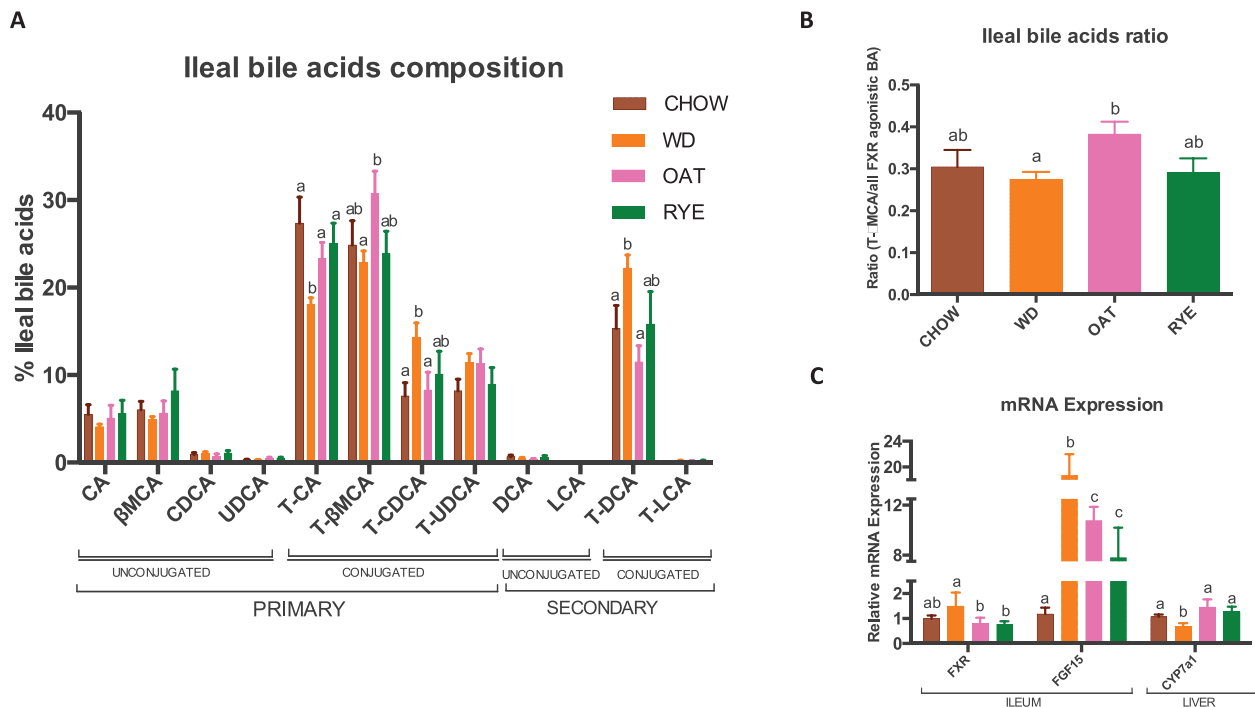 A
Ileal bile acids composition
% Ileal bile acids
40
30
20
10
0
CHOW
WD
OAT
RYE
a
b
a
a
ab
a
b
ab
a
b
a
ab
a
b
a
ab
CA
βMCA
CDCA
UDCA
T-CA
T-βMCA
T-CDCA
T-UDCA
DCA
LCA
T-DCA
T-LCA
UNCONJUGATED
CONJUGATED
UNCONJUGATED
CONJUGATED
PRIMARY
SECONDARY
B
Ileal bile acids ratio
Ratio (T-□MCA/all FXR agonistic BA)
0.5
0.4
0.3
0.2
0.1
0.0
ab
a
b
ab
CHOW
WD
OAT
RYE
C
mRNA Expression
Relative mRNA Expression
24
20
12
8
2
1
0
ab
a
b
b
a
b
c
c
a
b
a
a
FXR
FGF15
CYP7a1
ILEUM
LIVER